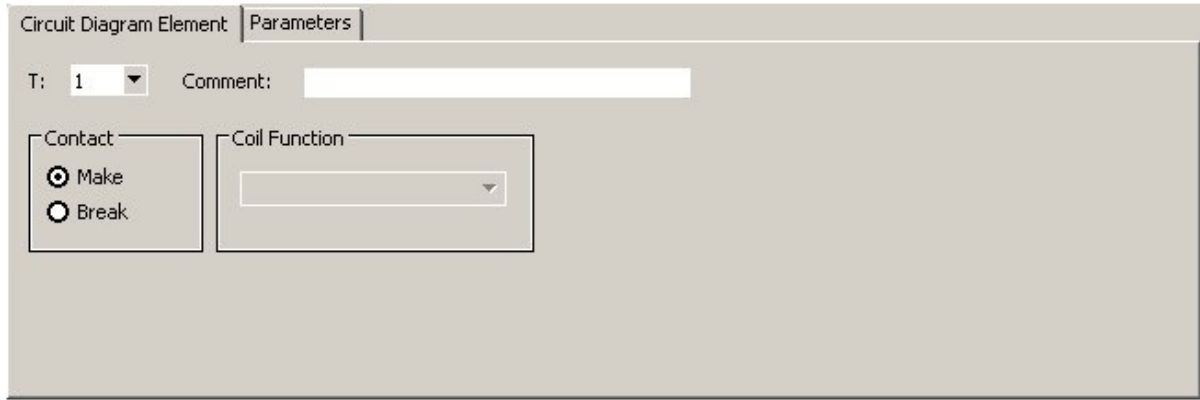 Circuit Diagram Element Parameters
T: 1 Comment:
Contact Coil Function
Make
Break